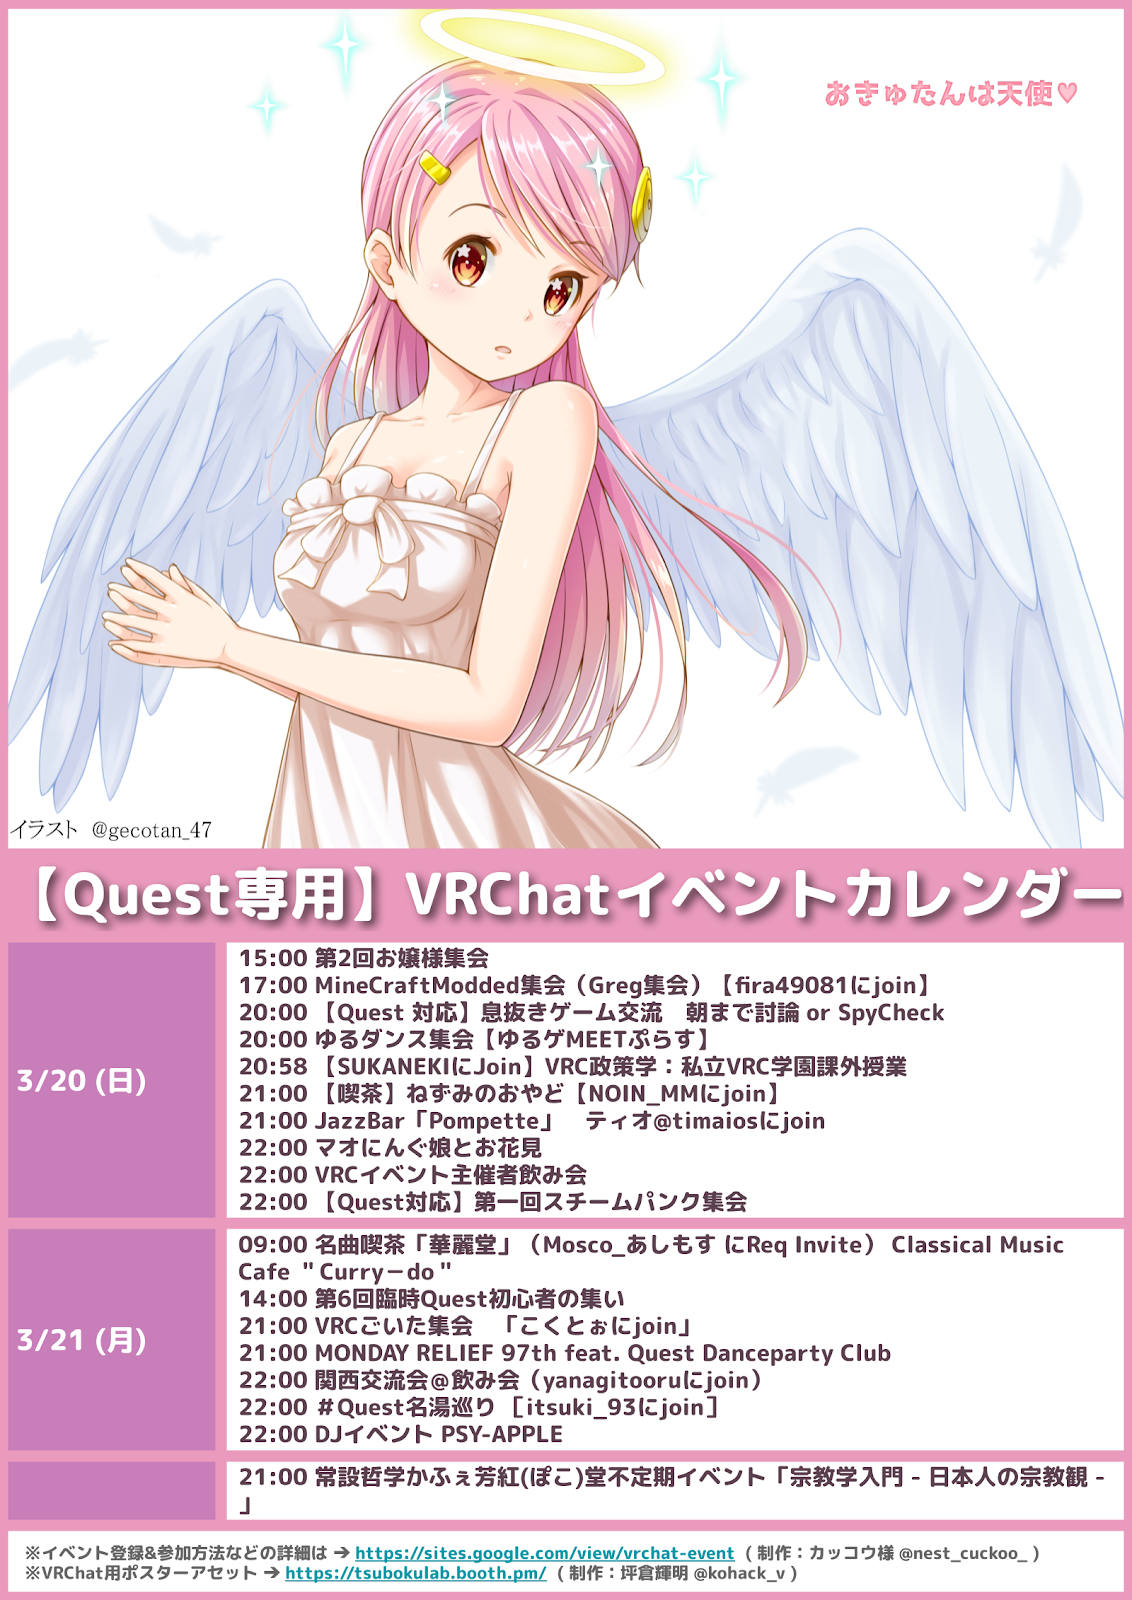 おきゅたんは天使♥
イラスト @gecotan_47
【Quest専用】VRChatイベントカレンダー
3/20 (日)
15:00 第2回お嬢様集会
17:00 MineCraftModded集会（Greg集会）【fira49081にjoin】
20:00 【Quest 対応】息抜きゲーム交流　朝まで討論 or SpyCheck
20:00 ゆるダンス集会【ゆるゲMEETぷらす】
20:58 【SUKANEKIにJoin】VRC政策学：私立VRC学園課外授業
21:00 【喫茶】ねずみのおやど【NOIN_MMにjoin】
21:00 JazzBar「Pompette」　ティオ@timaiosにjoin
22:00 マオにんぐ娘とお花見
22:00 VRCイベント主催者飲み会
22:00 【Quest対応】第一回スチームパンク集会
3/21 (月)
09:00 名曲喫茶「華麗堂」（Mosco_あしもす にReq Invite） Classical Music
Cafe ＂Curry－do＂
14:00 第6回臨時Quest初心者の集い
21:00 VRCごいた集会　「こくとぉにjoin」
21:00 MONDAY RELIEF 97th feat. Quest Danceparty Club
22:00 関西交流会＠飲み会（yanagitooruにjoin）
22:00 ＃Quest名湯巡り ［itsuki_93にjoin］
22:00 DJイベント PSY-APPLE
21:00 常設哲学かふぇ芳紅(ぽこ)堂不定期イベント「宗教学入門 - 日本人の宗教観 -
」
※イベント登録&参加方法などの詳細は ➔ https://sites.google.com/view/vrchat-event ( 制作：カッコウ様 @nest_cuckoo_ )
※VRChat用ポスターアセット ➔ https://tsubokulab.booth.pm/ ( 制作：坪倉輝明 @kohack_v )